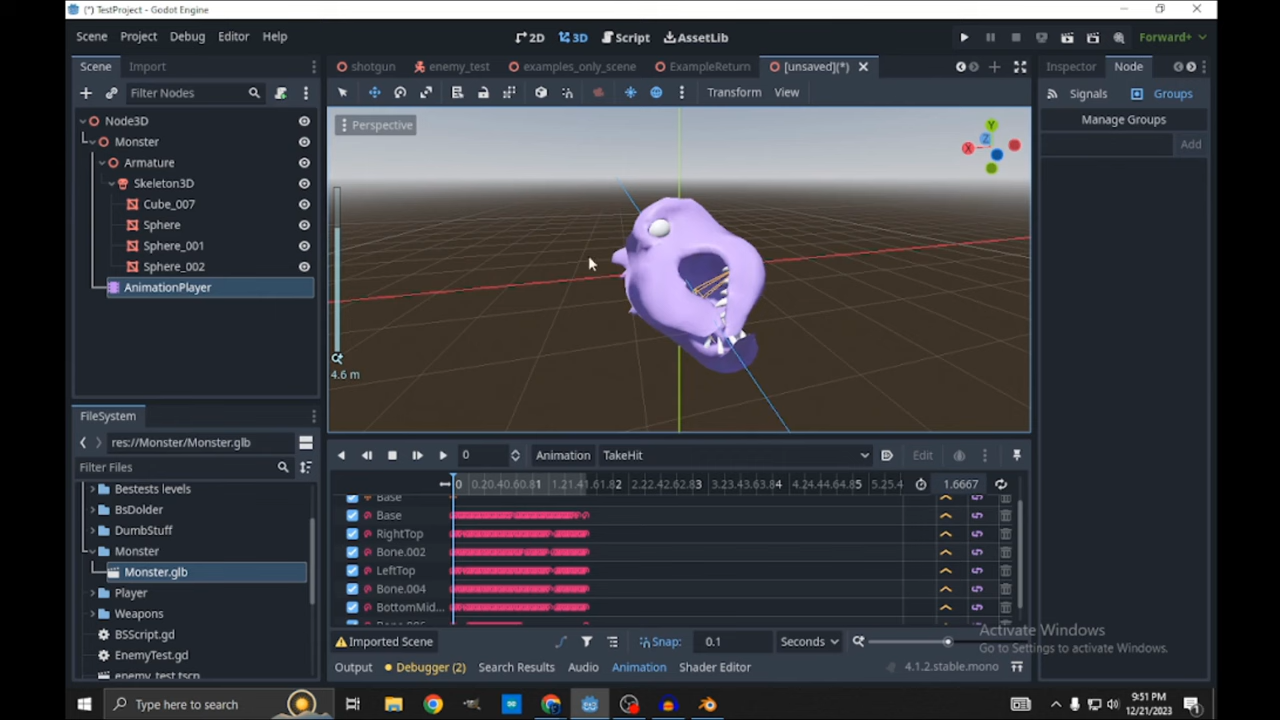 (*) TestProject - Godot Engine
Scene Project Debug Editor Help
2D 3D Script AssetLib
Forward+
Scene Import
shotgun enemy_test examples_only_scene ExampleReturn [unsaved](*)
Inspector Node
Filter Nodes
Transform View
Signals Groups
Node3D
Perspective
Manage Groups
Y
X
Z
Add
Monster
Armature
Skeleton3D
Cube_007
Sphere
Sphere_001
Sphere_002
AnimationPlayer
4.6 m
FileSystem
res://Monster/Monster.glb
Filter Files
0 Animation TakeHit Edit
1.6667
Bestests levels
BsDolder
DumbStuff
Monster
Monster.glb
Player
Weapons
BSScript.gd
EnemyTest.gd
enemy_test.tscn
Base
Base
RightTop
Bone.002
LeftTop
Bone.004
BottomMid...
Imported Scene
Snap: 0.1 Seconds
Output Debugger (2) Search Results Audio Animation Shader Editor
4.1.2.stable.mono
Activate Windows
Go to Settings to activate Windows.
Type here to search
9:51 PM
12/21/2023